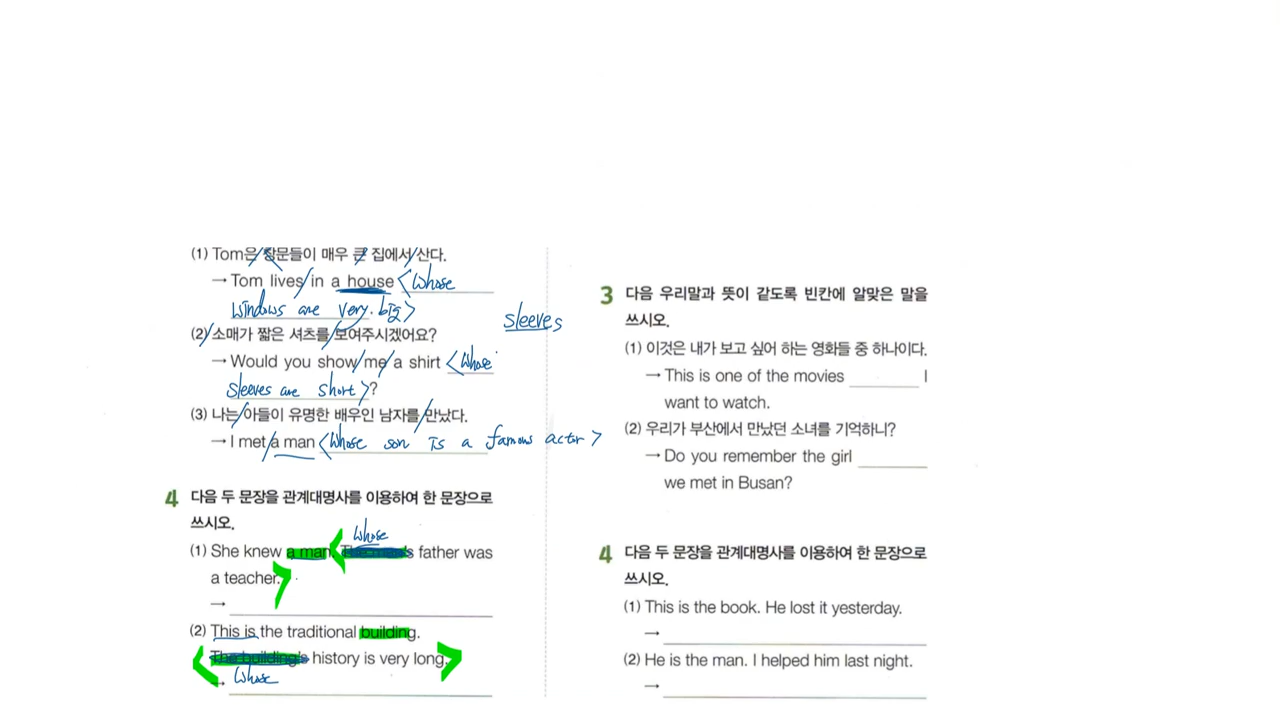 (1) Tom은 창문들이 매우 큰 집에서 산다.
→ Tom lives in a house <whose
windows are very big>
(2) 소매가 짧은 셔츠를 보여주시겠어요?
sleeves
→ Would you show me a shirt <whose
sleeves are short>?
(3) 나는 아들이 유명한 배우인 남자를 만났다.
→ I met a man <whose son is a famous actor>
4 다음 두 문장을 관계대명사를 이용하여 한 문장으로
쓰시오.
whose
(1) She knew a man. <The man's father was
a teacher.>
→
(2) This is the traditional building.
<The building's history is very long.>
→ whose
3 다음 우리말과 뜻이 같도록 빈칸에 알맞은 말을
쓰시오.
(1) 이것은 내가 보고 싶어 하는 영화들 중 하나이다.
→ This is one of the movies ________ I
want to watch.
(2) 우리가 부산에서 만났던 소녀를 기억하니?
→ Do you remember the girl ________
we met in Busan?
4 다음 두 문장을 관계대명사를 이용하여 한 문장으로
쓰시오.
(1) This is the book. He lost it yesterday.
→
(2) He is the man. I helped him last night.
→